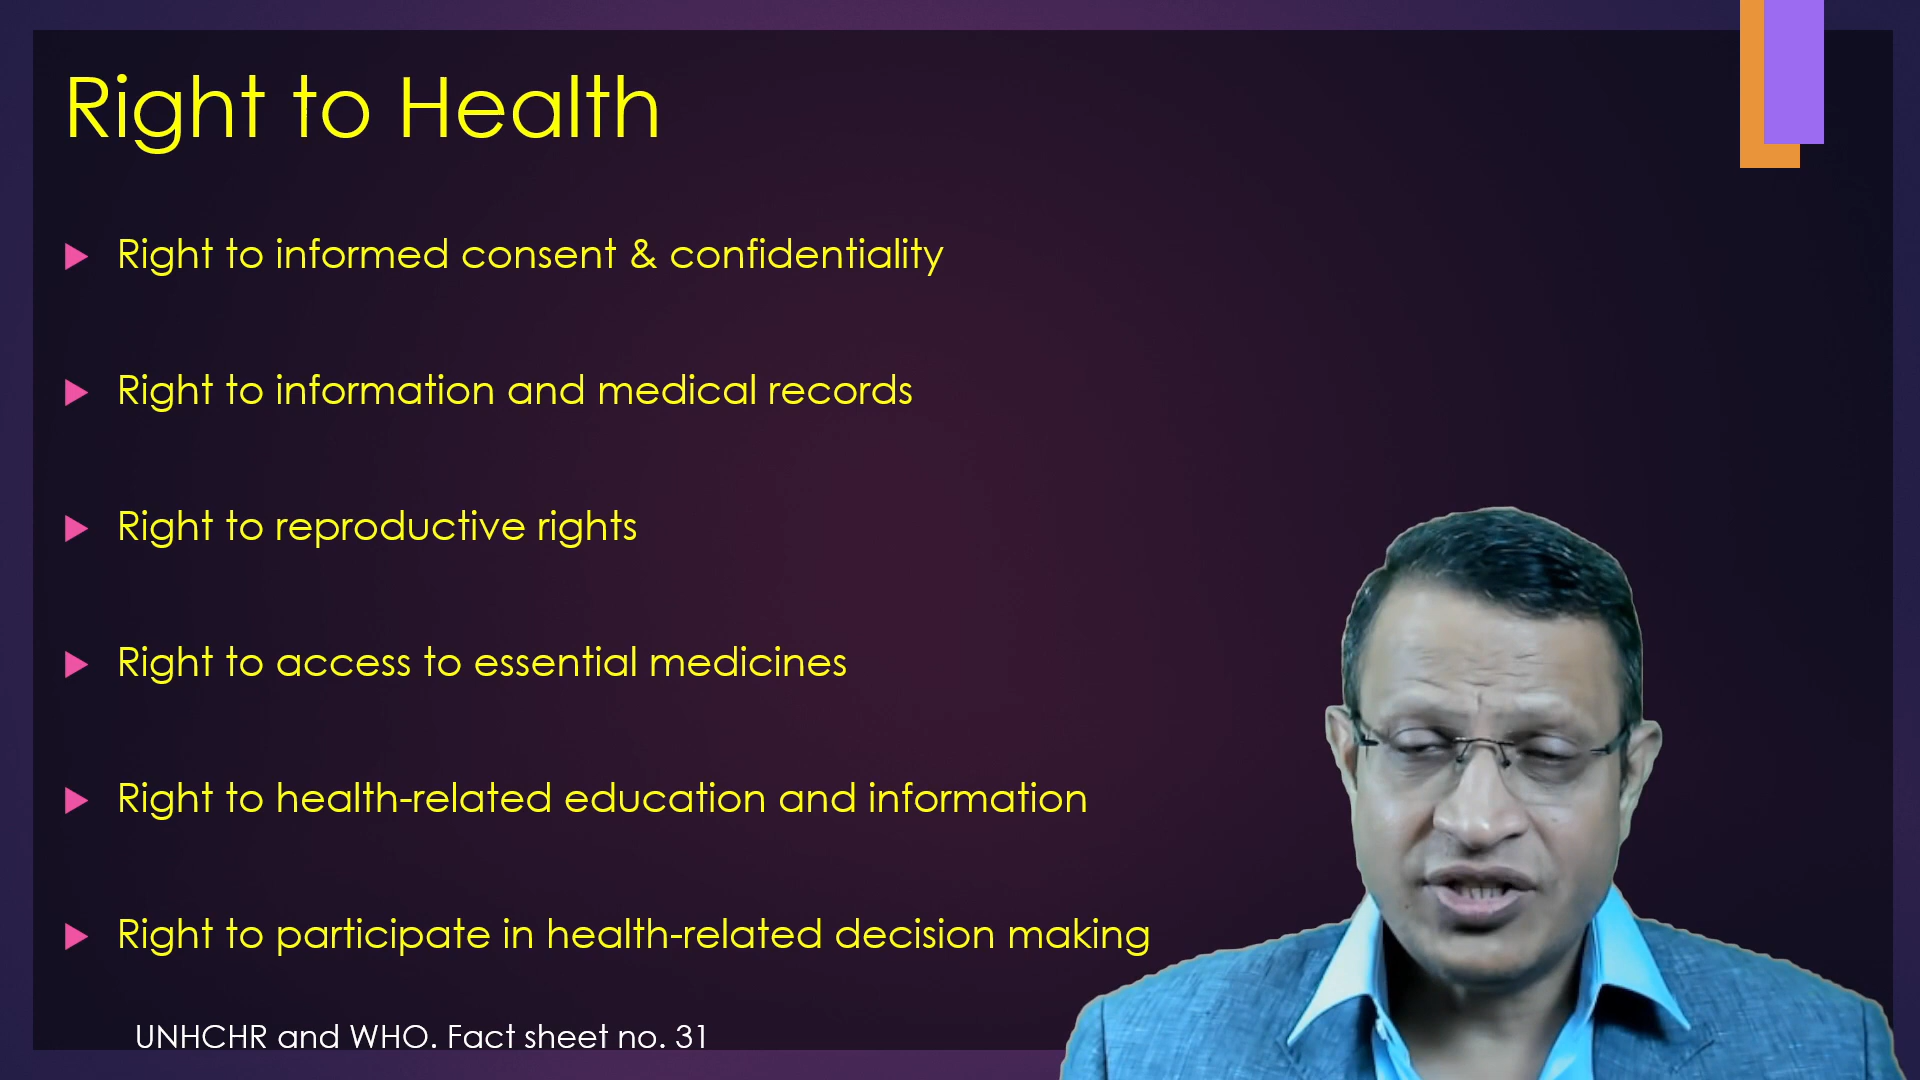 Right to Health
Right to informed consent & confidentiality
Right to information and medical records
Right to reproductive rights
Right to access to essential medicines
Right to health-related education and information
Right to participate in health-related decision making
UNHCHR and WHO. Fact sheet no. 31